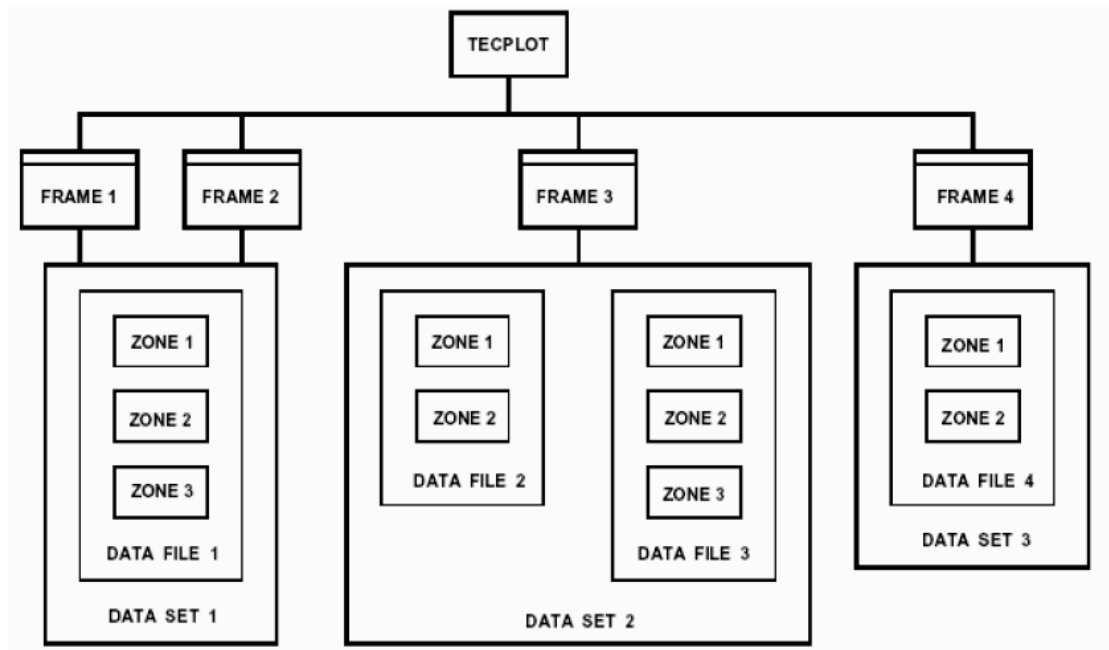 TECPLOT
FRAME 1
FRAME 2
FRAME 3
FRAME 4
ZONE 1
ZONE 2
ZONE 3
DATA FILE 1
DATA SET 1
ZONE 1
ZONE 2
DATA FILE 2
ZONE 1
ZONE 2
ZONE 3
DATA FILE 3
DATA SET 2
ZONE 1
ZONE 2
DATA FILE 4
DATA SET 3